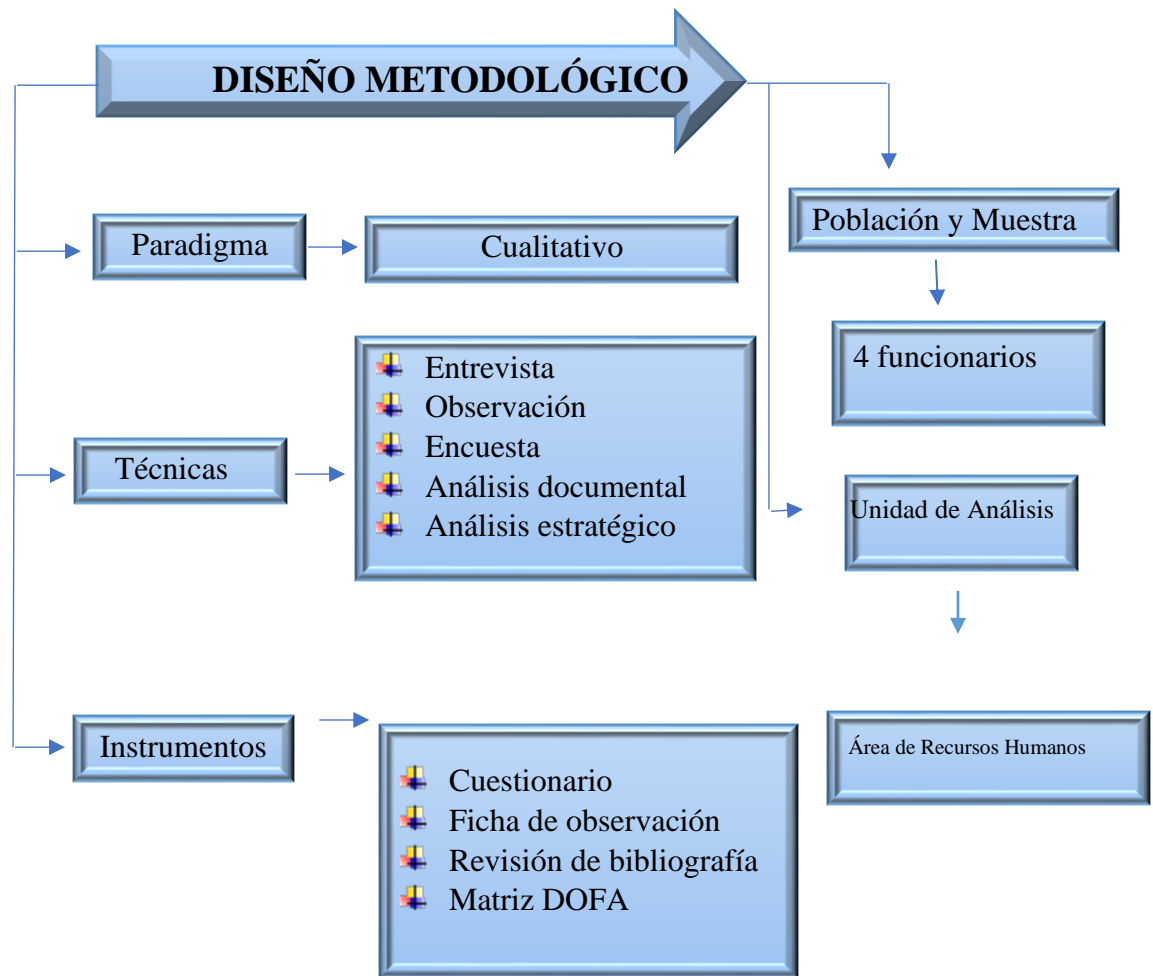 DISEÑO METODOLÓGICO
Paradigma
Cualitativo
Técnicas
Entrevista
Observación
Encuesta
Análisis documental
Análisis estratégico
Instrumentos
Cuestionario
Ficha de observación
Revisión de bibliografía
Matriz DOFA
Población y Muestra
4 funcionarios
Unidad de Análisis
Área de Recursos Humanos